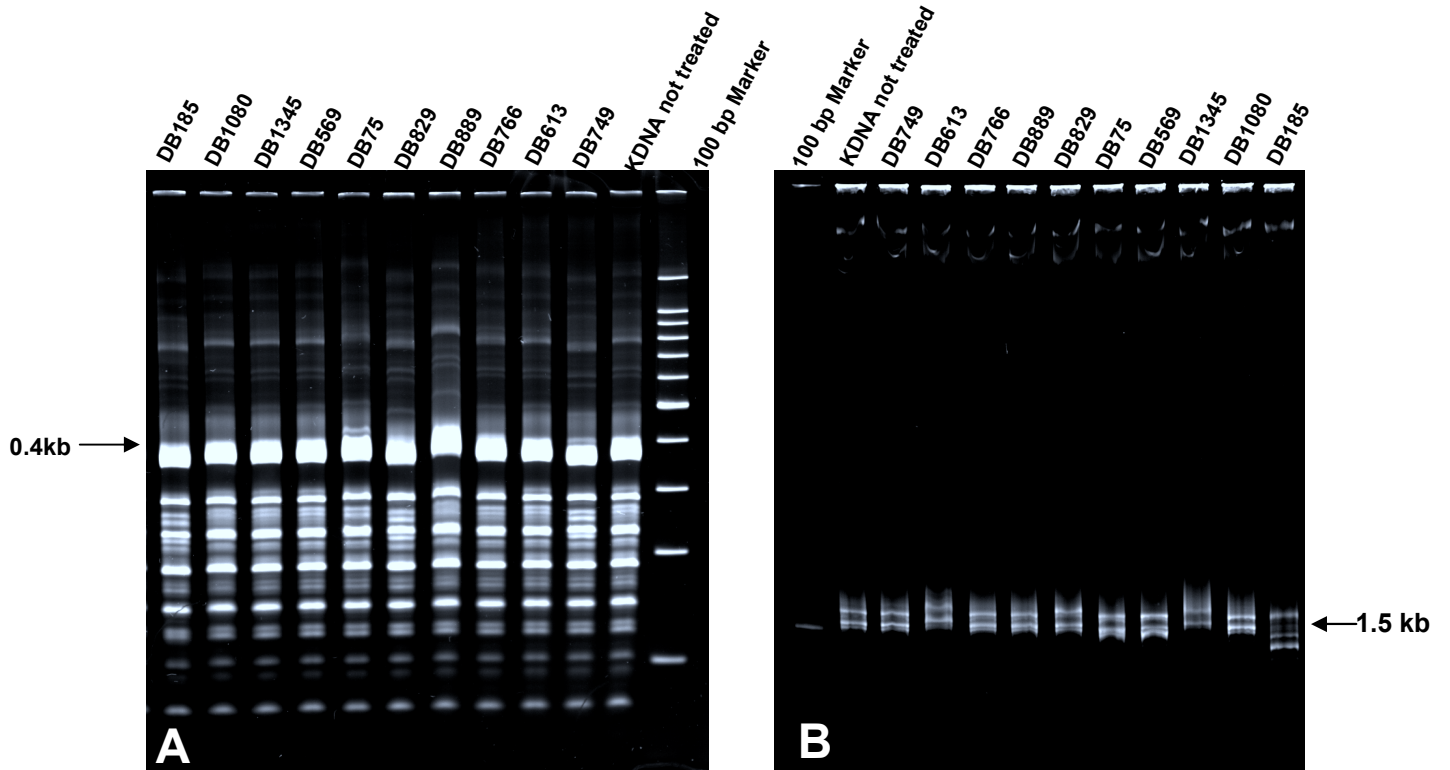 DB185
DB1080
DB1345
DB569
DB75
DB829
DB889
DB766
DB613
DB749
KDNA not treated
100 bp Marker
0.4kb
A
100 bp Marker
KDNA not treated
DB749
DB613
DB766
DB889
DB829
DB75
DB569
DB1345
DB1080
DB185
1.5 kb
B